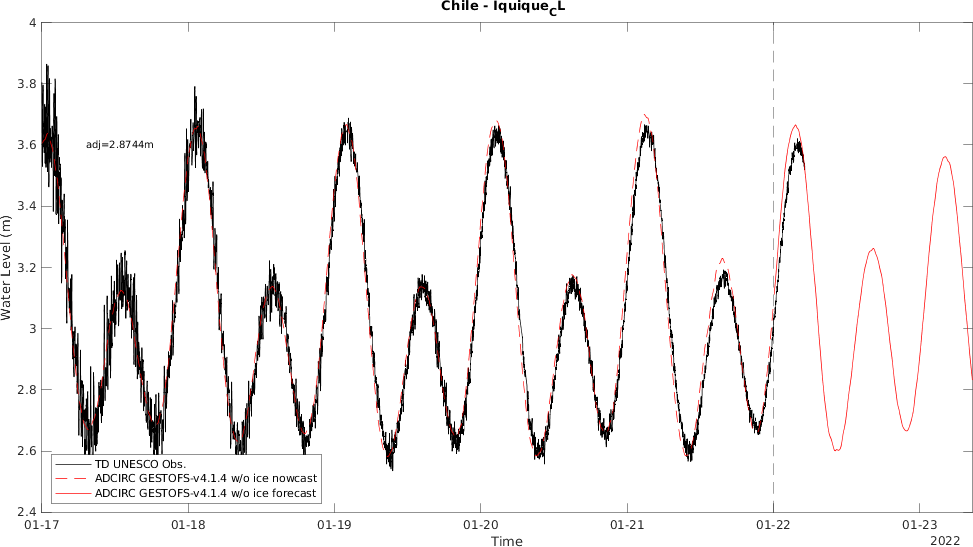 Chile - Iquique_CL
4
3.8
3.6
3.4
3.2
3
2.8
2.6
2.4
Water Level (m)
adj=2.8744m
TD UNESCO Obs.
ADCIRC GESTOFS-v4.1.4 w/o ice nowcast
ADCIRC GESTOFS-v4.1.4 w/o ice forecast
01-17 01-18 01-19 01-20 01-21 01-22 01-23
Time
2022